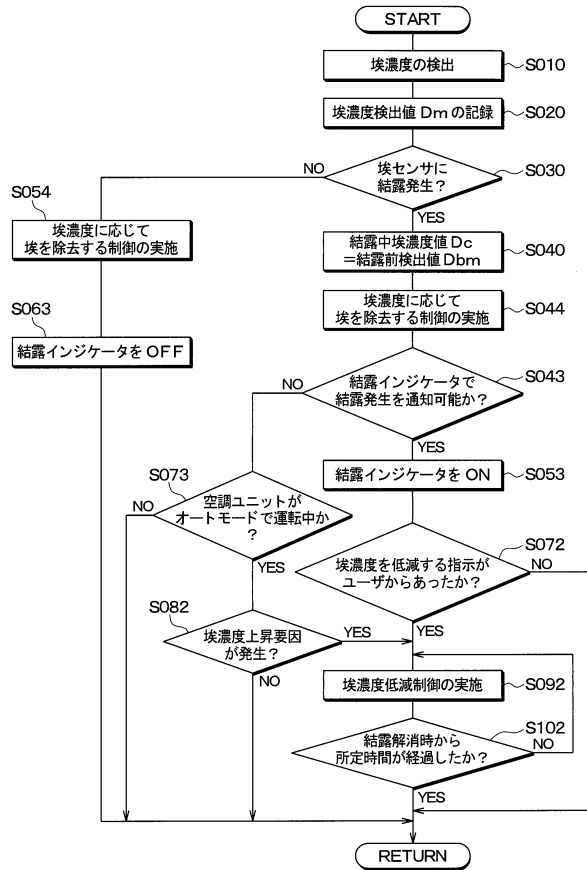 START
埃濃度の検出
S010
埃濃度検出値 Dm の記録
S020
埃センサに
結露発生？
S030
NO
YES
S054
埃濃度に応じて
埃を除去する制御の実施
結露中埃濃度値 Dc
＝結露前検出値 Dbm
S040
埃濃度に応じて
埃を除去する制御の実施
S044
S063
結露インジケータを OFF
結露インジケータで
結露発生を通知可能か？
S043
NO
YES
結露インジケータを ON
S053
S073
空調ユニットが
オートモードで運転中か
？
NO
YES
埃濃度を低減する指示が
ユーザからあったか？
S072
NO
YES
S082
埃濃度上昇要因
が発生？
YES
NO
埃濃度低減制御の実施
S092
結露解消時から
所定時間が経過したか？
S102
NO
YES
RETURN